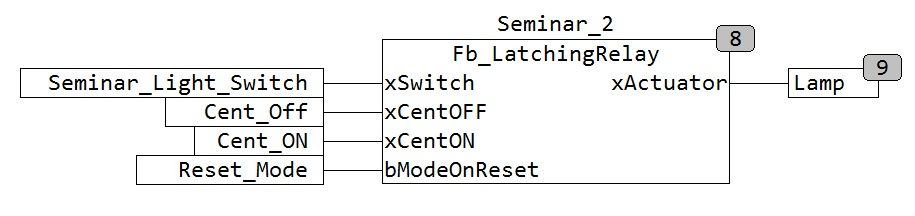 Seminar_2
8
Fb_LatchingRelay
9
Seminar_Light_Switch xSwitch xActuator Lamp
Cent_Off xCentOFF
Cent_ON xCentON
Reset_Mode bModeOnReset